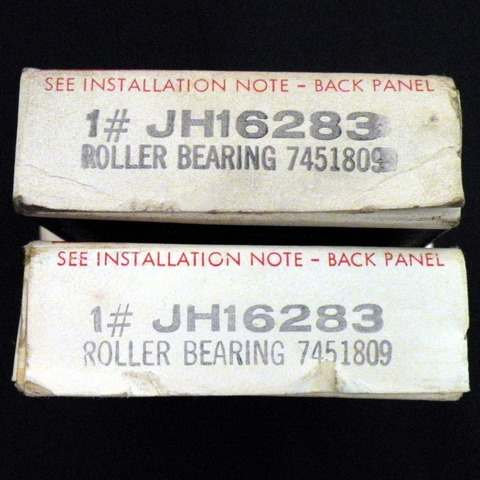 SEE INSTALLATION NOTE - BACK PANEL
1# JH16283
ROLLER BEARING 7451809
SEE INSTALLATION NOTE - BACK PANEL
1# JH16283
ROLLER BEARING 7451809